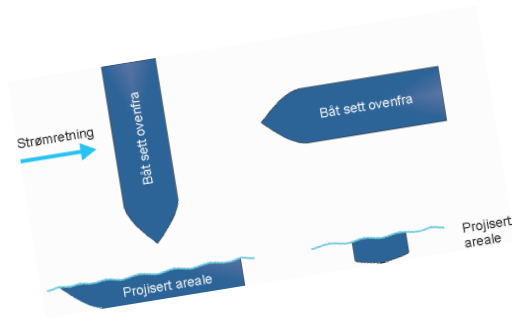 Strømretning
Båt sett ovenfra
Båt sett ovenfra
Projisert areale
Projisert
areale